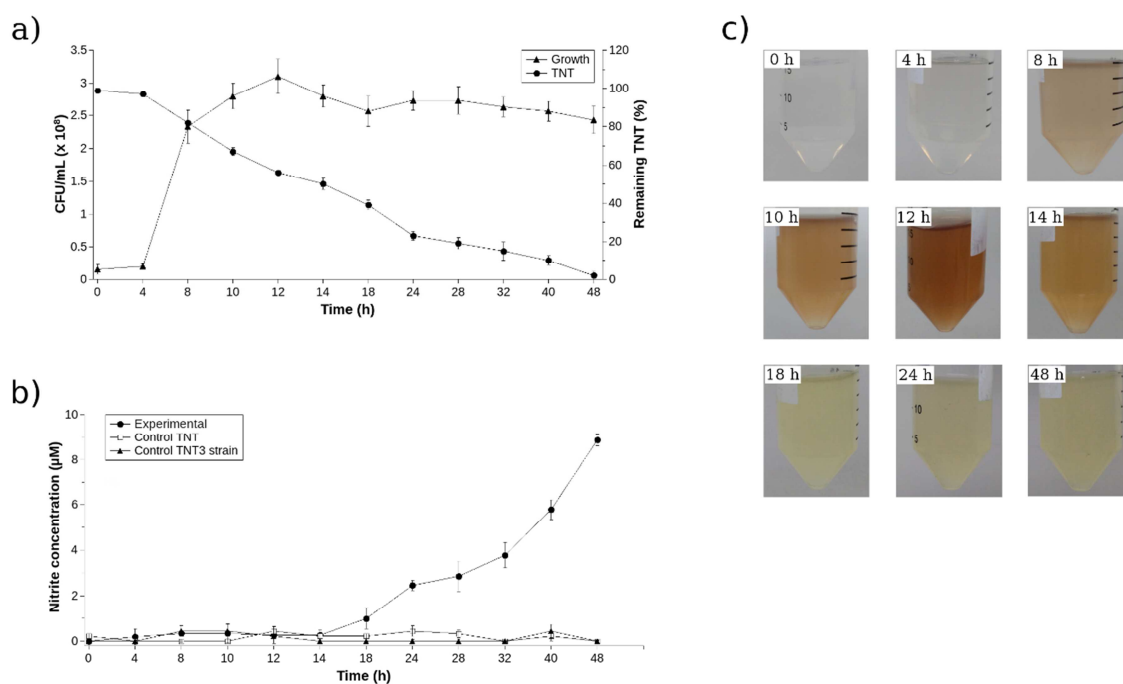 a)
3.5
3
2.5
2
1.5
1
0.5
0
CFU/mL (x 10⁸)
Growth
TNT
120
100
80
60
40
20
0
Remaining TNT (%)
0 4 8 10 12 14 18 24 28 32 40 48
Time (h)
b)
10
8
6
4
2
0
Nitrite concentration (µM)
Experimental
Control TNT
Control TNT3 strain
0 4 8 10 12 14 18 24 28 32 40 48
Time (h)
c)
0 h 4 h 8 h
10
5
10 h 12 h 14 h
18 h 24 h 48 h
10
5